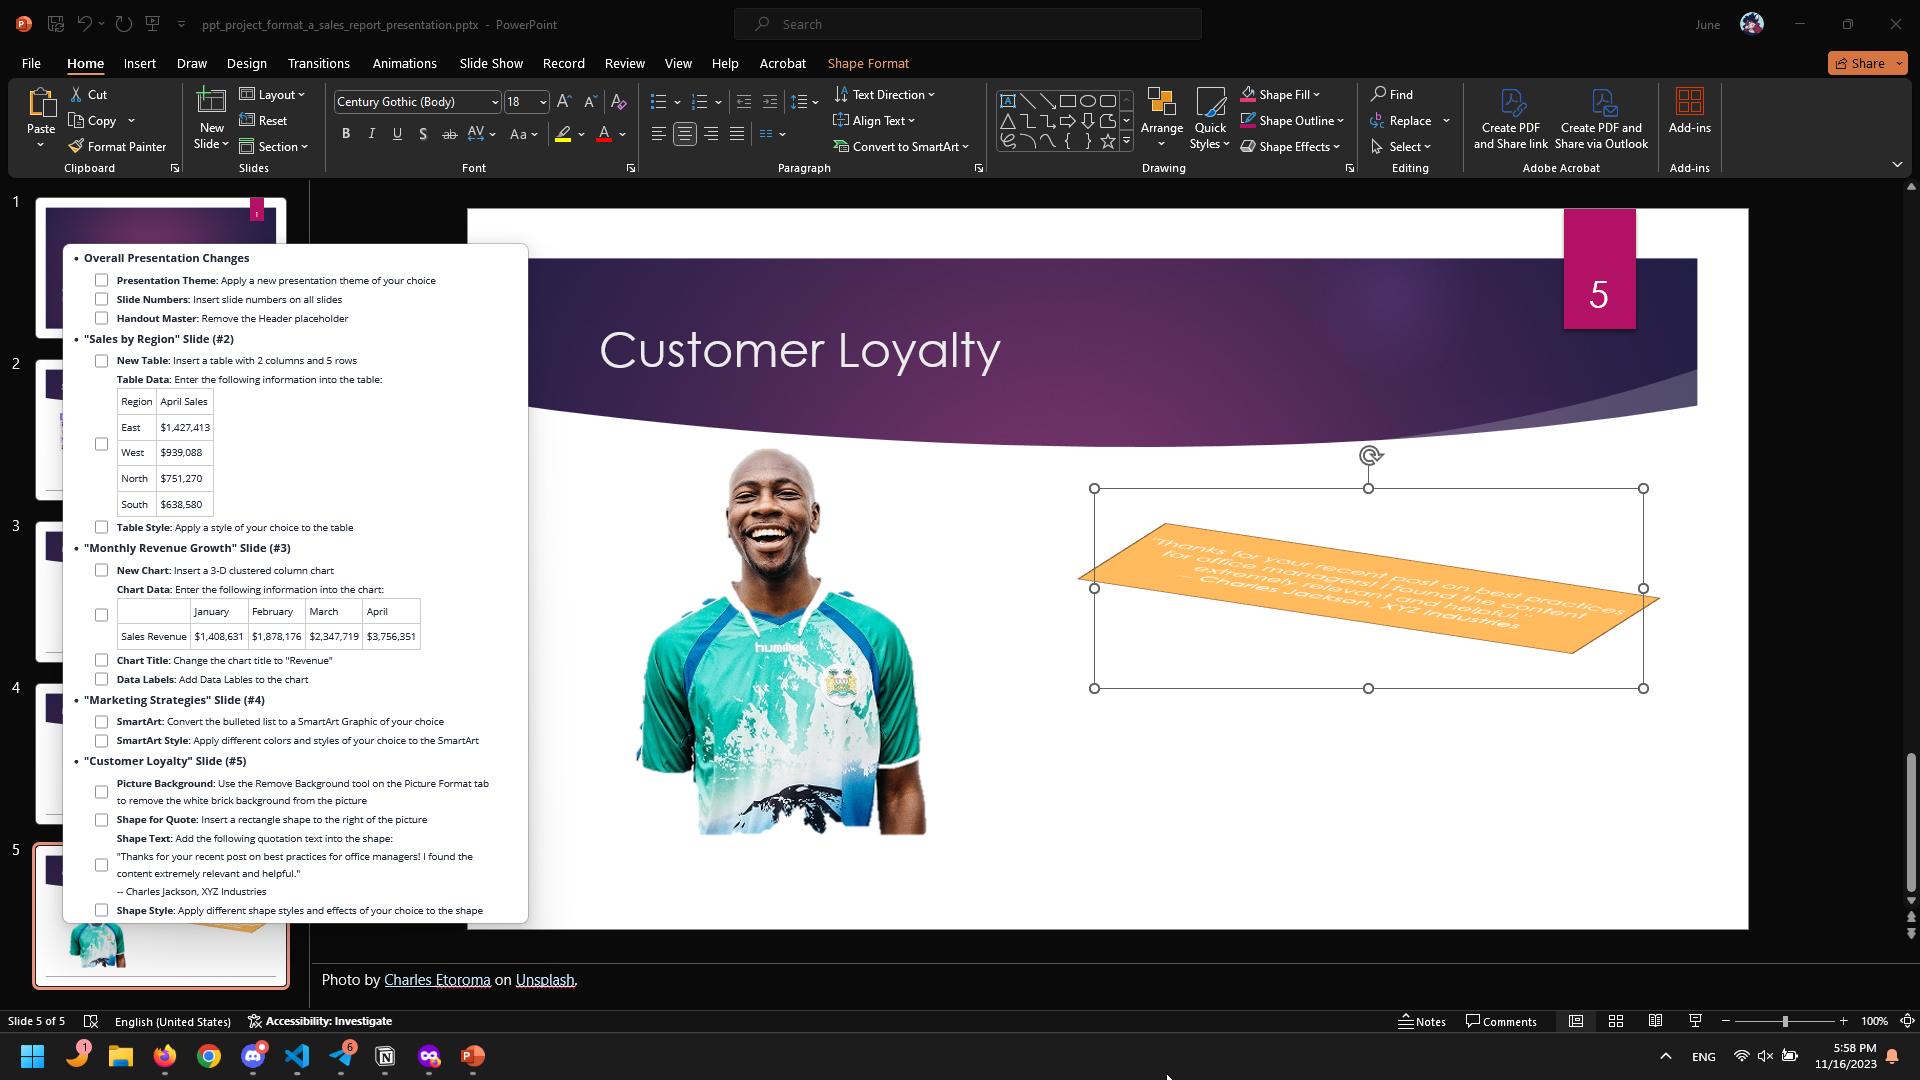 ppt_project_format_a_sales_report_presentation.pptx - PowerPoint
Search
June
File Home Insert Draw Design Transitions Animations Slide Show Record Review View Help Acrobat Shape Format
Share
Paste
Cut
Copy
Format Painter
Clipboard
New Slide
Layout
Reset
Section
Slides
Century Gothic (Body) 18
Font
Text Direction
Align Text
Convert to SmartArt
Paragraph
Arrange
Quick Styles
Shape Fill
Shape Outline
Shape Effects
Drawing
Find
Replace
Select
Editing
Create PDF and Share link
Create PDF and Share via Outlook
Adobe Acrobat
Add-ins
Add-ins
1
2
3
4
5
• Overall Presentation Changes
Presentation Theme: Apply a new presentation theme of your choice
Slide Numbers: Insert slide numbers on all slides
Handout Master: Remove the Header placeholder
• "Sales by Region" Slide (#2)
New Table: Insert a table with 2 columns and 5 rows
Table Data: Enter the following information into the table:
Region April Sales
East $1,427,413
West $939,088
North $751,270
South $638,580
Table Style: Apply a style of your choice to the table
• "Monthly Revenue Growth" Slide (#3)
New Chart: Insert a 3-D clustered column chart
Chart Data: Enter the following information into the chart:
January February March April
Sales Revenue $1,408,631 $1,878,176 $2,347,719 $3,756,351
Chart Title: Change the chart title to "Revenue"
Data Labels: Add Data Lables to the chart
• "Marketing Strategies" Slide (#4)
SmartArt: Convert the bulleted list to a SmartArt Graphic of your choice
SmartArt Style: Apply different colors and styles of your choice to the SmartArt
• "Customer Loyalty" Slide (#5)
Picture Background: Use the Remove Background tool on the Picture Format tab
to remove the white brick background from the picture
Shape for Quote: Insert a rectangle shape to the right of the picture
Shape Text: Add the following quotation text into the shape:
"Thanks for your recent post on best practices for office managers! I found the
content extremely relevant and helpful."
-- Charles Jackson, XYZ Industries
Shape Style: Apply different shape styles and effects of your choice to the shape
5
Customer Loyalty
hummel
"Thanks for your recent post on best practices
for office managers! I found the content
extremely relevant and helpful."
-- Charles Jackson, XYZ Industries
Photo by Charles Etoroma on Unsplash.
Slide 5 of 5 English (United States) Accessibility: Investigate
Notes Comments 100%
1
6
ENG
5:58 PM
11/16/2023